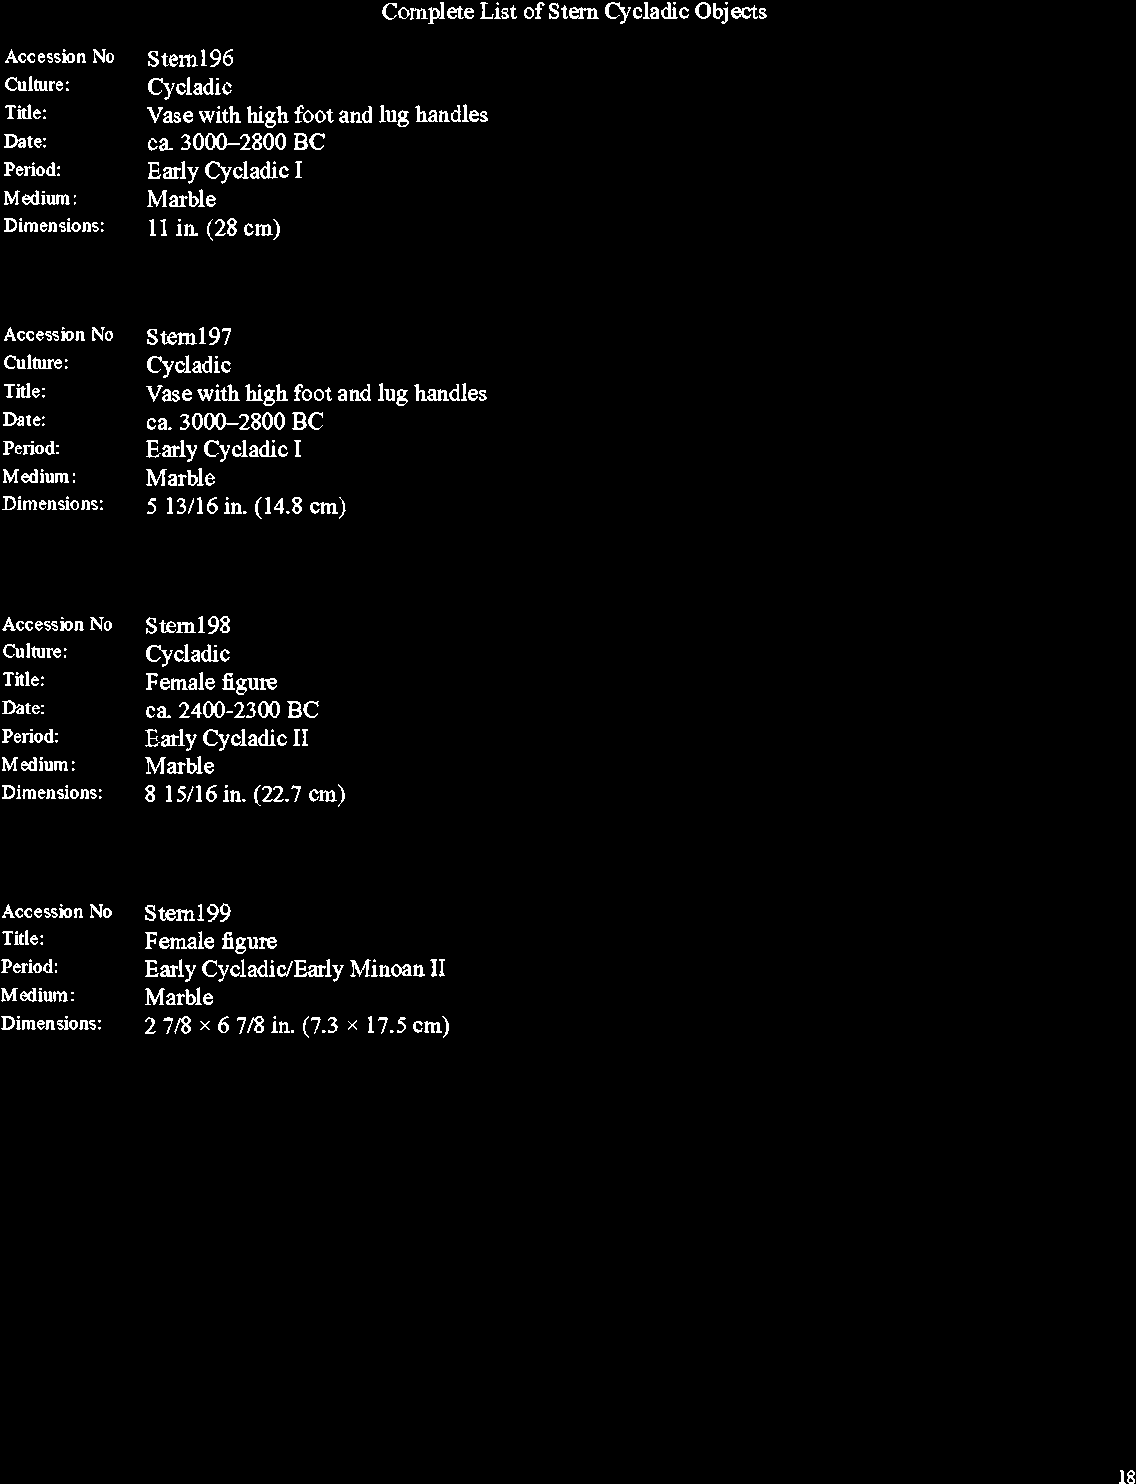 Complete List of Stern Cycladic Objects
Accession No Stern196
Culture: Cycladic
Title: Vase with high foot and lug handles
Date: ca. 3000–2800 BC
Period: Early Cycladic I
Medium: Marble
Dimensions: 11 in. (28 cm)
Accession No Stern197
Culture: Cycladic
Title: Vase with high foot and lug handles
Date: ca. 3000–2800 BC
Period: Early Cycladic I
Medium: Marble
Dimensions: 5 13/16 in. (14.8 cm)
Accession No Stern198
Culture: Cycladic
Title: Female figure
Date: ca. 2400-2300 BC
Period: Early Cycladic II
Medium: Marble
Dimensions: 8 15/16 in. (22.7 cm)
Accession No Stern199
Title: Female figure
Period: Early Cycladic/Early Minoan II
Medium: Marble
Dimensions: 2 7/8 × 6 7/8 in. (7.3 × 17.5 cm)
18